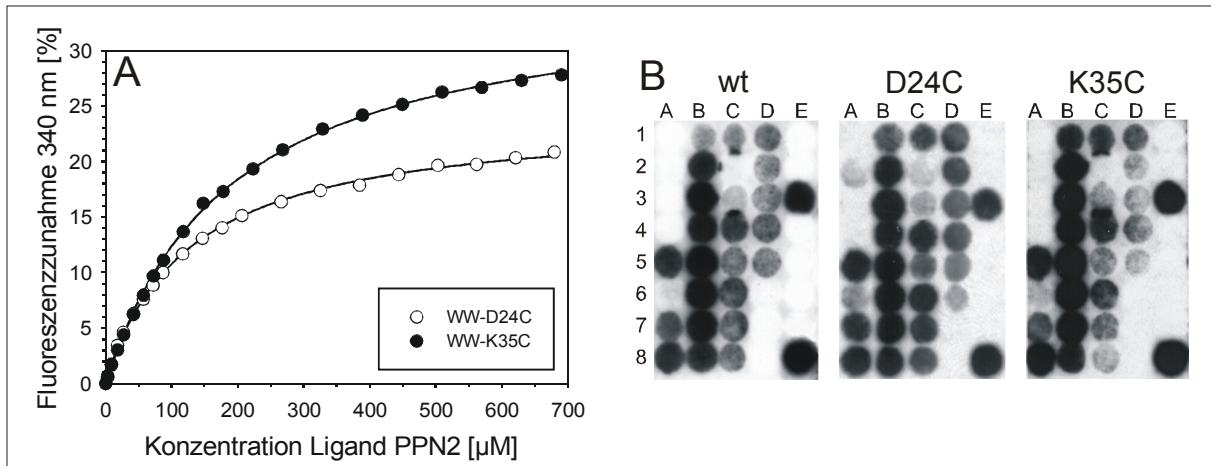 A
Fluoreszenzzunahme 340 nm [%]
30
25
20
15
10
5
0
0 100 200 300 400 500 600 700
Konzentration Ligand PPN2 [µM]
WW-D24C
WW-K35C
B
wt D24C K35C
A B C D E A B C D E A B C D E
1
2
3
4
5
6
7
8